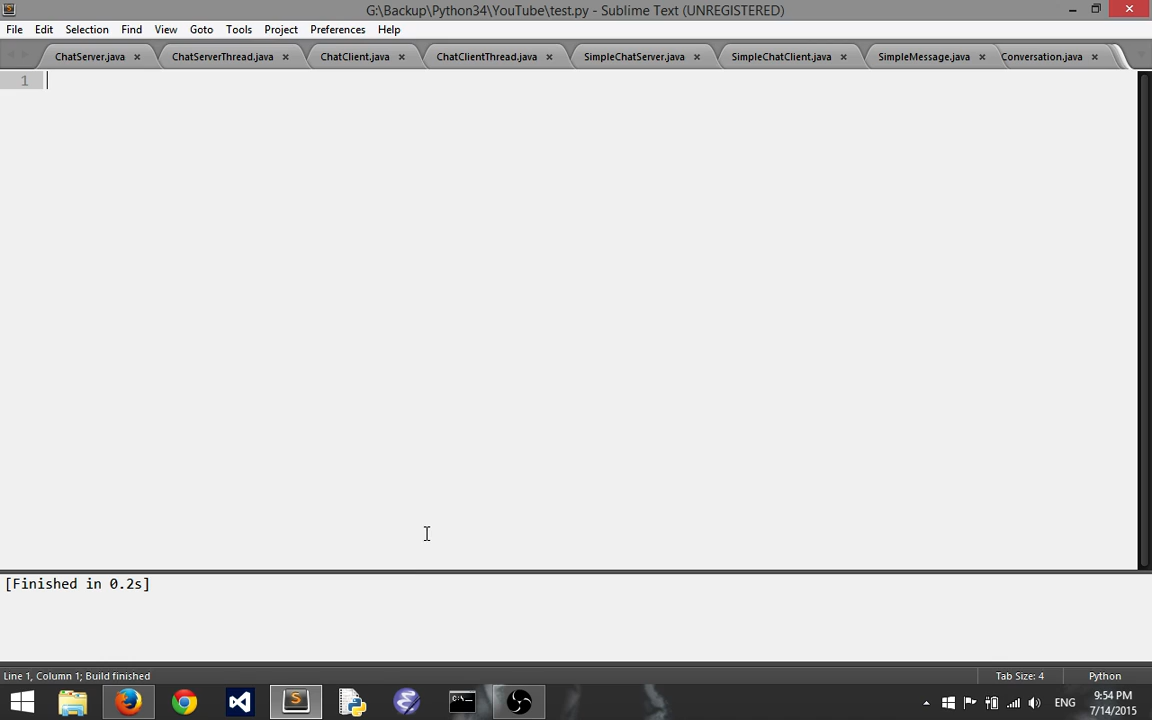 G:\Backup\Python34\YouTube\test.py - Sublime Text (UNREGISTERED)
File Edit Selection Find View Goto Tools Project Preferences Help
ChatServer.java ChatServerThread.java ChatClient.java ChatClientThread.java SimpleChatServer.java SimpleChatClient.java SimpleMessage.java Conversation.java
1
[Finished in 0.2s]
Line 1, Column 1; Build finished Tab Size: 4 Python
ENG 9:54 PM
7/14/2015